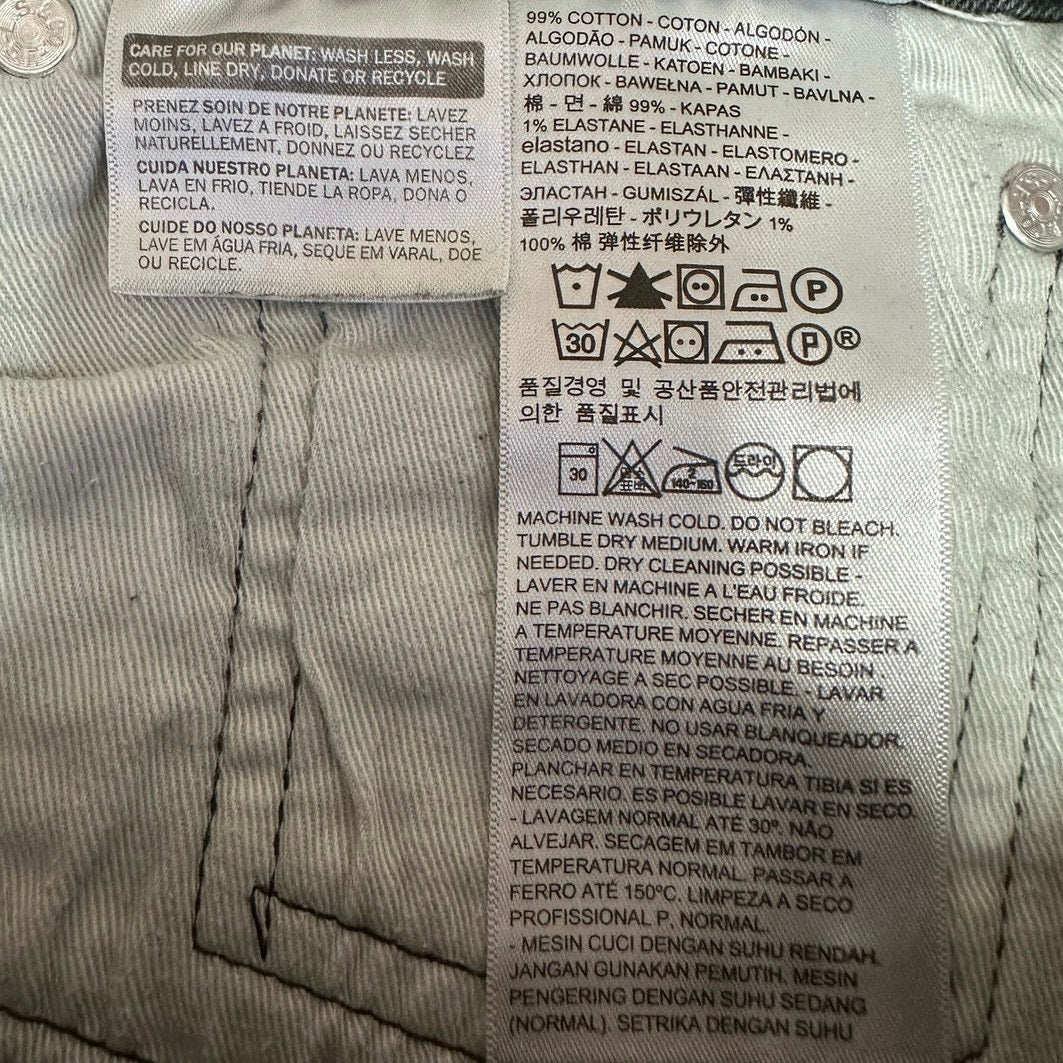 CARE FOR OUR PLANET: WASH LESS, WASH
COLD, LINE DRY, DONATE OR RECYCLE
PRENEZ SOIN DE NOTRE PLANETE: LAVEZ
MOINS, LAVEZ A FROID, LAISSEZ SECHER
NATURELLEMENT, DONNEZ OU RECYCLEZ
CUIDA NUESTRO PLANETA: LAVA MENOS,
LAVA EN FRIO, TIENDE LA ROPA, DONA O
RECICLA.
CUIDE DO NOSSO PLANETA: LAVE MENOS,
LAVE EM ÁGUA FRIA, SEQUE EM VARAL, DOE
OU RECICLE.
99% COTTON - COTON - ALGODÓN -
ALGODÃO - PAMUK - COTONE -
BAUMWOLLE - KATOEN - BAMBAKI -
ХЛОПОК - BAWEŁNA - PAMUT - BAVLNA -
棉 - 면 - 綿 99% - KAPAS
1% ELASTANE - ELASTHANNE -
elastano - ELASTAN - ELASTOMERO -
ELASTHAN - ELASTAAN - ΕΛΑΣΤΑΝΗ -
ЭЛАСТАН - GUMISZÁL - 彈性纖維 -
폴리우레탄 - ポリウレタン 1%
100% 棉 弹性纤维除外
P
30 P®
품질경영 및 공산품안전관리법에
의한 품질표시
30 2 140~160 드라이
MACHINE WASH COLD. DO NOT BLEACH.
TUMBLE DRY MEDIUM. WARM IRON IF
NEEDED. DRY CLEANING POSSIBLE -
LAVER EN MACHINE A L'EAU FROIDE.
NE PAS BLANCHIR. SECHER EN MACHINE
A TEMPERATURE MOYENNE. REPASSER A
TEMPERATURE MOYENNE AU BESOIN.
NETTOYAGE A SEC POSSIBLE. - LAVAR
EN LAVADORA CON AGUA FRIA Y
DETERGENTE. NO USAR BLANQUEADOR.
SECADO MEDIO EN SECADORA.
PLANCHAR EN TEMPERATURA TIBIA SI ES
NECESARIO. ES POSIBLE LAVAR EN SECO.
- LAVAGEM NORMAL ATÉ 30º. NÃO
ALVEJAR. SECAGEM EM TAMBOR EM
TEMPERATURA NORMAL. PASSAR A
FERRO ATÉ 150ºC. LIMPEZA A SECO
PROFISSIONAL P, NORMAL.
- MESIN CUCI DENGAN SUHU RENDAH.
JANGAN GUNAKAN PEMUTIH. MESIN
PENGERING DENGAN SUHU SEDANG
(NORMAL). SETRIKA DENGAN SUHU